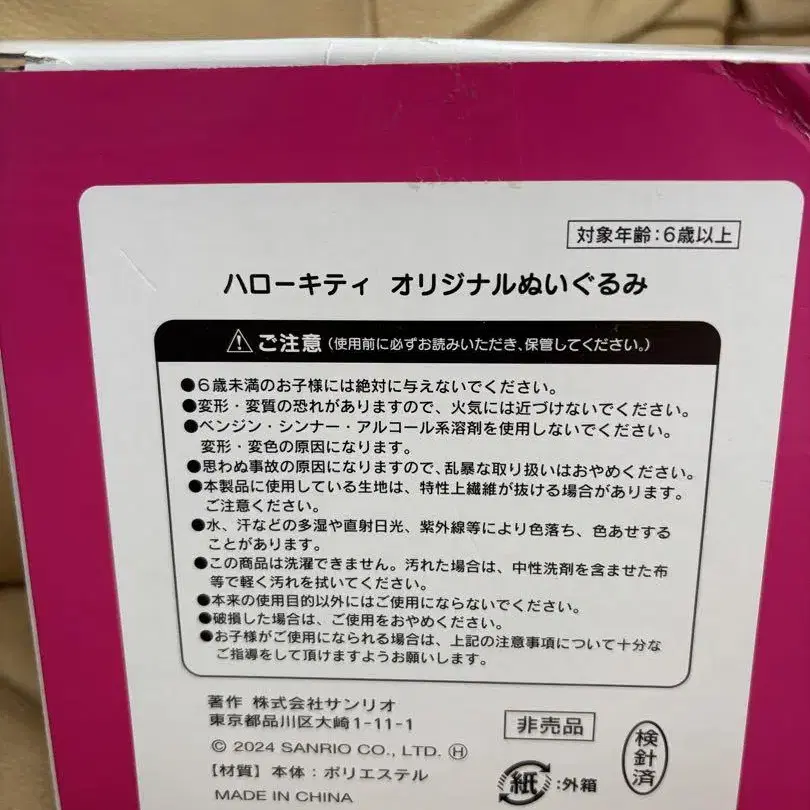 対象年齢:6歳以上
ハローキティ オリジナルぬいぐるみ
ご注意(使用前に必ずお読みいただき、保管してください。)
●6歳未満のお子様には絶対に与えないでください。
●変形・変質の恐れがありますので、火気には近づけないでください。
●ベンジン・シンナー・アルコール系溶剤を使用しないでください。
変形・変色の原因になります。
●思わぬ事故の原因になりますので、乱暴な取り扱いはおやめください。
●本製品に使用している生地は、特性上繊維が抜ける場合があります。
ご注意ください。
●水、汗などの多湿や直射日光、紫外線等により色落ち、色あせする
ことがあります。
●この商品は洗濯できません。汚れた場合は、中性洗剤を含ませた布
等で軽く汚れを拭いてください。
●本来の使用目的以外にはご使用にならないでください。
●破損した場合は、ご使用をおやめください。
●お子様がご使用になられる場合は、上記の注意事項について十分な
ご指導をして頂けますようお願いします。
著作 株式会社サンリオ
東京都品川区大崎1-11-1
© 2024 SANRIO CO., LTD. Ⓗ
【材質】本体:ポリエステル
MADE IN CHINA
非売品
紙:外箱
検針済